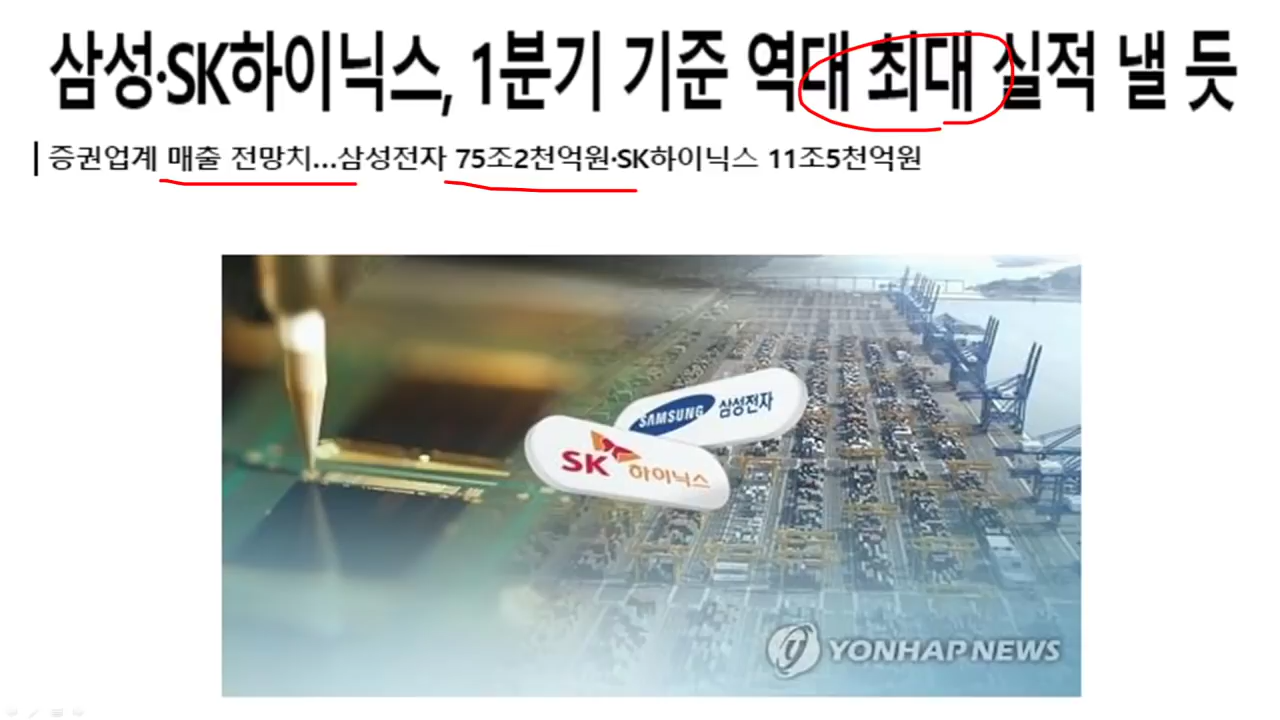 삼성·SK하이닉스, 1분기 기준 역대 최대 실적 낼 듯
증권업계 매출 전망치...삼성전자 75조2천억원·SK하이닉스 11조5천억원
SAMSUNG 삼성전자
SK 하이닉스
YONHAP NEWS